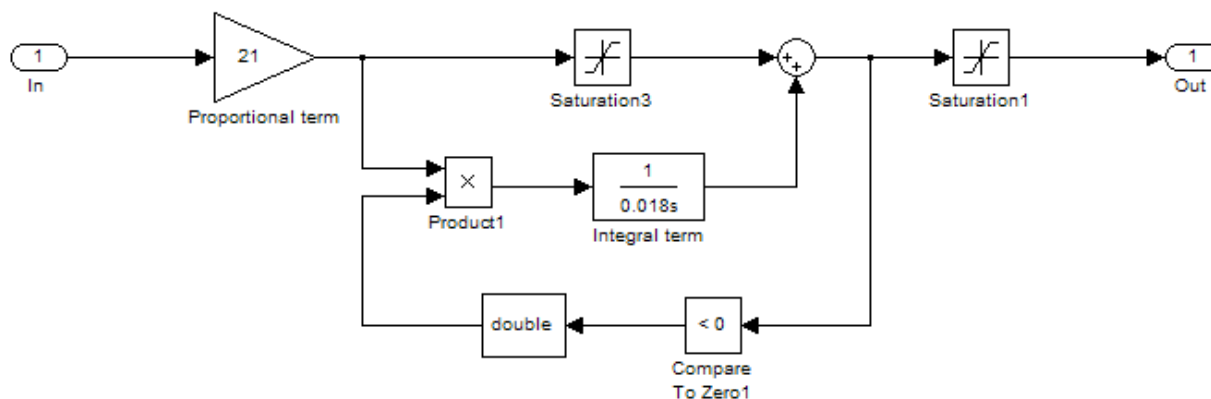 1
In
21
Proportional term
Saturation3
Saturation1
1
Out
×
Product1
1
0.018s
Integral term
double
< 0
Compare
To Zero1